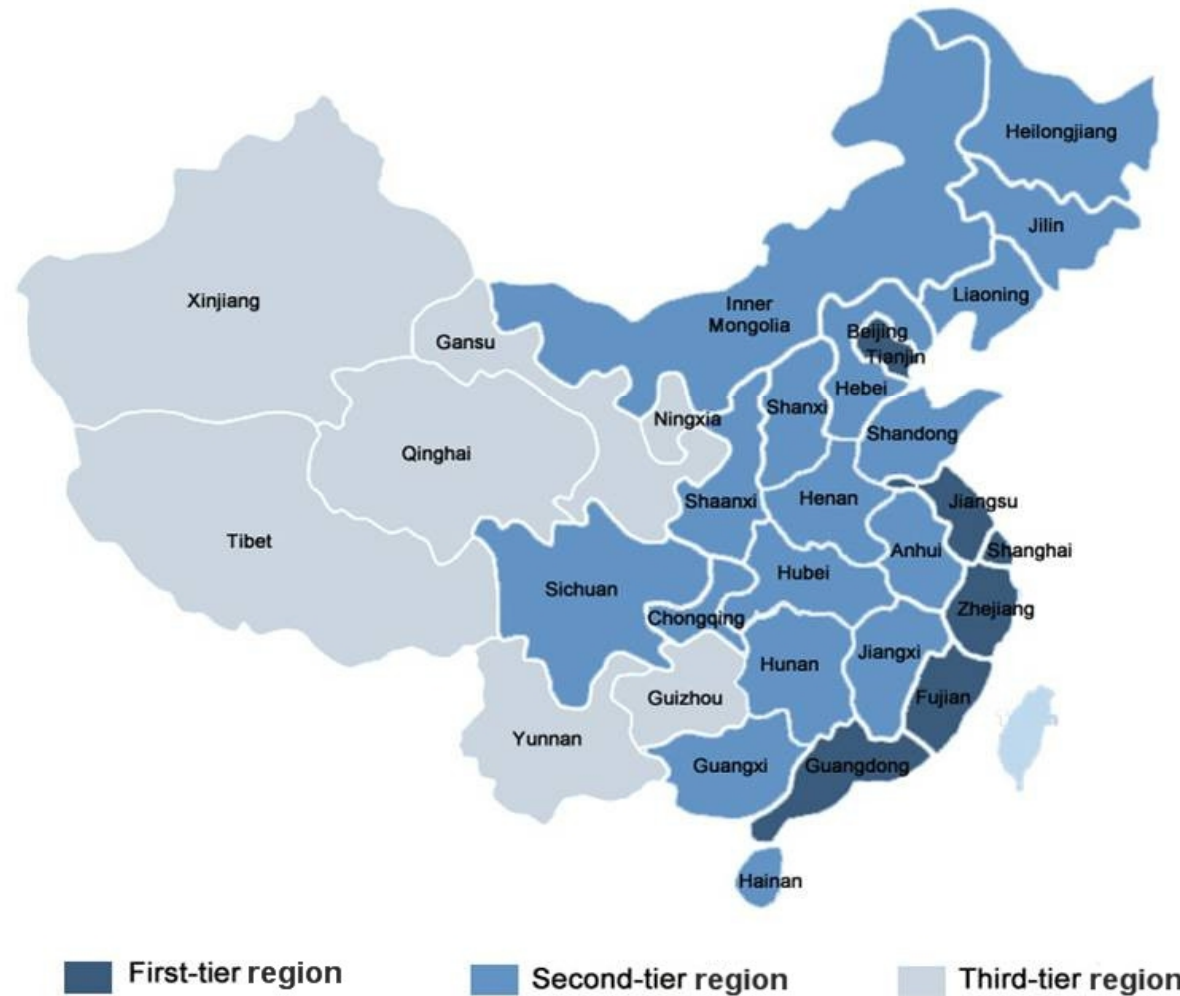 Heilongjiang
Jilin
Liaoning
Xinjiang
Inner
Mongolia
Gansu
Beijing
Tianjin
Hebei
Ningxia
Shanxi
Shandong
Qinghai
Shaanxi
Henan
Jiangsu
Tibet
Anhui
Shanghai
Sichuan
Hubei
Zhejiang
Chongqing
Hunan
Jiangxi
Guizhou
Fujian
Yunnan
Guangxi
Guangdong
Hainan
First-tier region
Second-tier region
Third-tier region